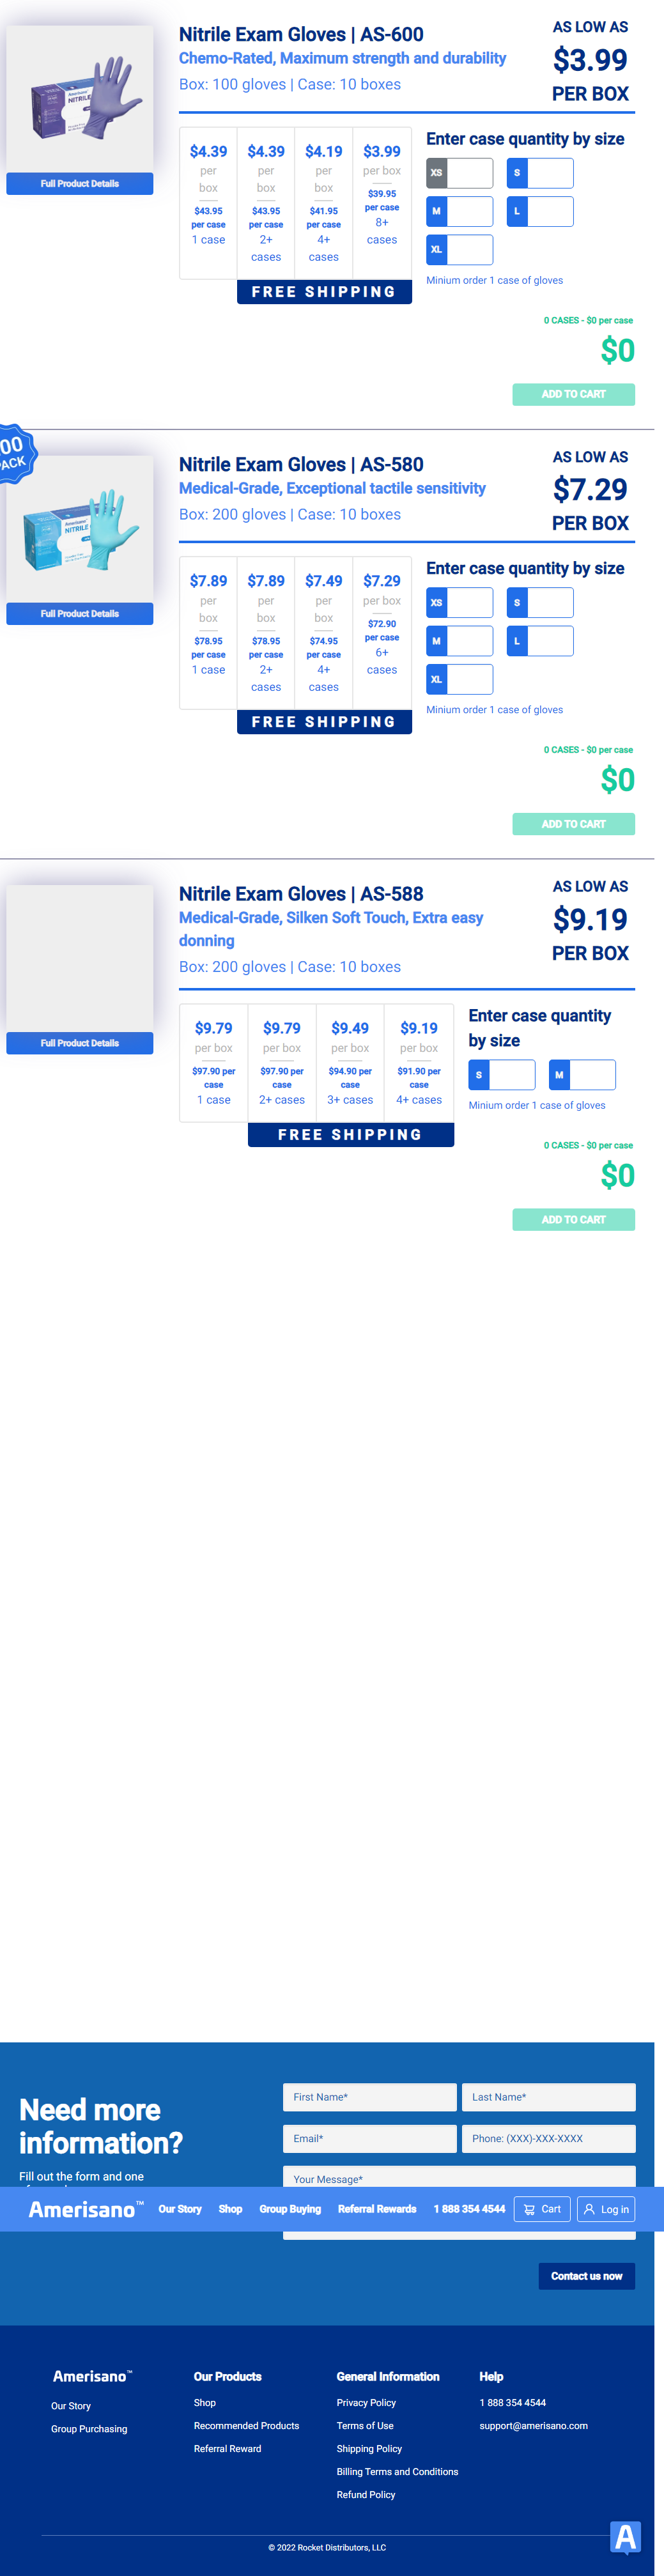 Nitrile Exam Gloves | AS-600
Chemo-Rated, Maximum strength and durability
Box: 100 gloves | Case: 10 boxes
AS LOW AS
$3.99
PER BOX
NITRILE
Full Product Details
$4.39
per
box
$43.95
per case
1 case
$4.39
per
box
$43.95
per case
2+
cases
$4.19
per
box
$41.95
per case
4+
cases
$3.99
per box
$39.95
per case
8+
cases
FREE SHIPPING
Enter case quantity by size
XS
S
M
L
XL
Minium order 1 case of gloves
0 CASES - $0 per case
$0
ADD TO CART
00
PACK
Nitrile Exam Gloves | AS-580
Medical-Grade, Exceptional tactile sensitivity
Box: 200 gloves | Case: 10 boxes
AS LOW AS
$7.29
PER BOX
Amerisano
NITRILE
Full Product Details
$7.89
per
box
$78.95
per case
1 case
$7.89
per
box
$78.95
per case
2+
cases
$7.49
per
box
$74.95
per case
4+
cases
$7.29
per box
$72.90
per case
6+
cases
FREE SHIPPING
Enter case quantity by size
XS
S
M
L
XL
Minium order 1 case of gloves
0 CASES - $0 per case
$0
ADD TO CART
Nitrile Exam Gloves | AS-588
Medical-Grade, Silken Soft Touch, Extra easy
donning
Box: 200 gloves | Case: 10 boxes
AS LOW AS
$9.19
PER BOX
Full Product Details
$9.79
per box
$97.90 per
case
1 case
$9.79
per box
$97.90 per
case
2+ cases
$9.49
per box
$94.90 per
case
3+ cases
$9.19
per box
$91.90 per
case
4+ cases
FREE SHIPPING
Enter case quantity
by size
S
M
Minium order 1 case of gloves
0 CASES - $0 per case
$0
ADD TO CART
Need more
information?
Fill out the form and one
First Name*
Last Name*
Email*
Phone: (XXX)-XXX-XXXX
Your Message*
Amerisano™
Our Story
Shop
Group Buying
Referral Rewards
1 888 354 4544
Cart
Log in
Contact us now
Amerisano™
Our Story
Group Purchasing
Our Products
Shop
Recommended Products
Referral Reward
General Information
Privacy Policy
Terms of Use
Shipping Policy
Billing Terms and Conditions
Refund Policy
Help
1 888 354 4544
support@amerisano.com
A
© 2022 Rocket Distributors, LLC